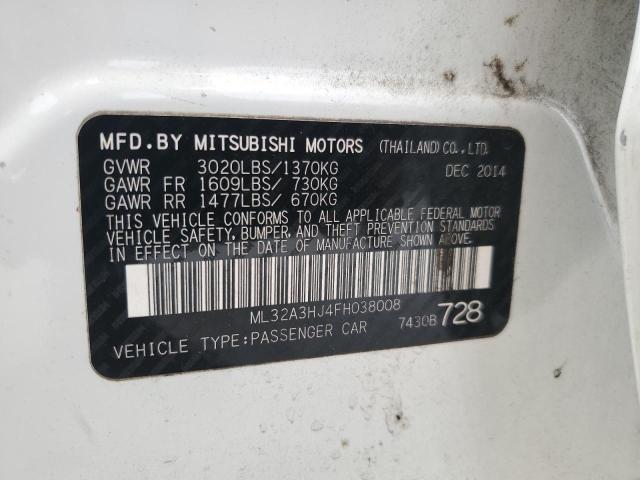 MFD.BY MITSUBISHI MOTORS (THAILAND) CO.,LTD.
GVWR 3020LBS/1370KG DEC 2014
GAWR FR 1609LBS/ 730KG
GAWR RR 1477LBS/ 670KG
THIS VEHICLE CONFORMS TO ALL APPLICABLE FEDERAL MOTOR
VEHICLE SAFETY, BUMPER, AND THEFT PREVENTION STANDARDS
IN EFFECT ON THE DATE OF MANUFACTURE SHOWN ABOVE.
ML32A3HJ4FH038008
VEHICLE TYPE:PASSENGER CAR 7430B 728